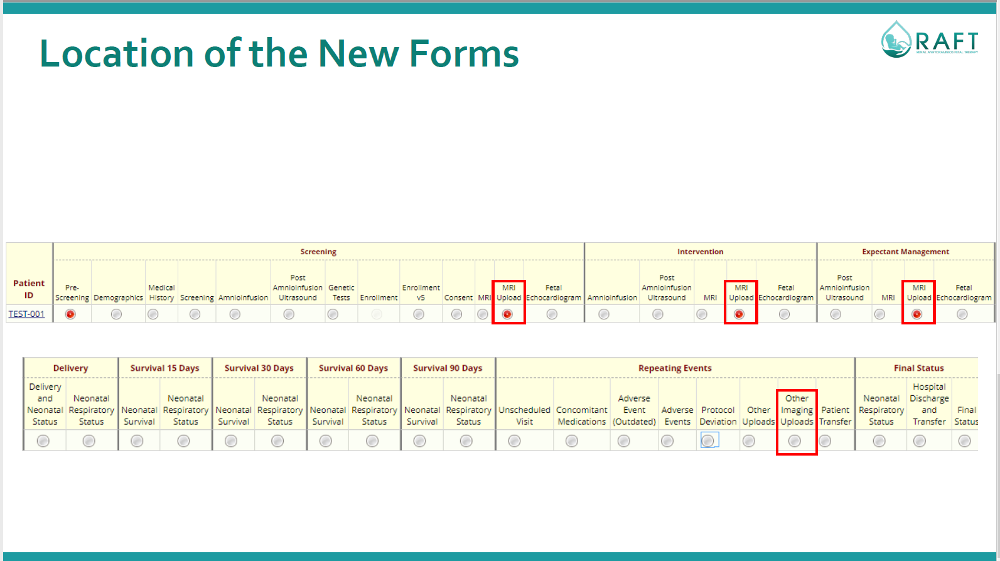 Location of the New Forms
RAFT
RENAL ANHYDRAMNIOS FETAL THERAPY
Screening
Intervention
Expectant Management
Patient ID
Pre-Screening
Demographics
Medical History
Screening
Amnioinfusion
Post Amnioinfusion Ultrasound
Genetic Tests
Enrollment
Enrollment v5
Consent
MRI
MRI Upload
Fetal Echocardiogram
Amnioinfusion
Post Amnioinfusion Ultrasound
MRI
MRI Upload
Fetal Echocardiogram
Post Amnioinfusion Ultrasound
MRI
MRI Upload
Fetal Echocardiogram
TEST-001
Delivery
Survival 15 Days
Survival 30 Days
Survival 60 Days
Survival 90 Days
Repeating Events
Final Status
Delivery and Neonatal Status
Neonatal Respiratory Status
Neonatal Survival
Neonatal Respiratory Status
Neonatal Survival
Neonatal Respiratory Status
Neonatal Survival
Neonatal Respiratory Status
Neonatal Survival
Neonatal Respiratory Status
Unscheduled Visit
Concomitant Medications
Adverse Event (Outdated)
Adverse Events
Protocol Deviation
Other Uploads
Other Imaging Uploads
Patient Transfer
Neonatal Respiratory Status
Hospital Discharge and Transfer
Final Status